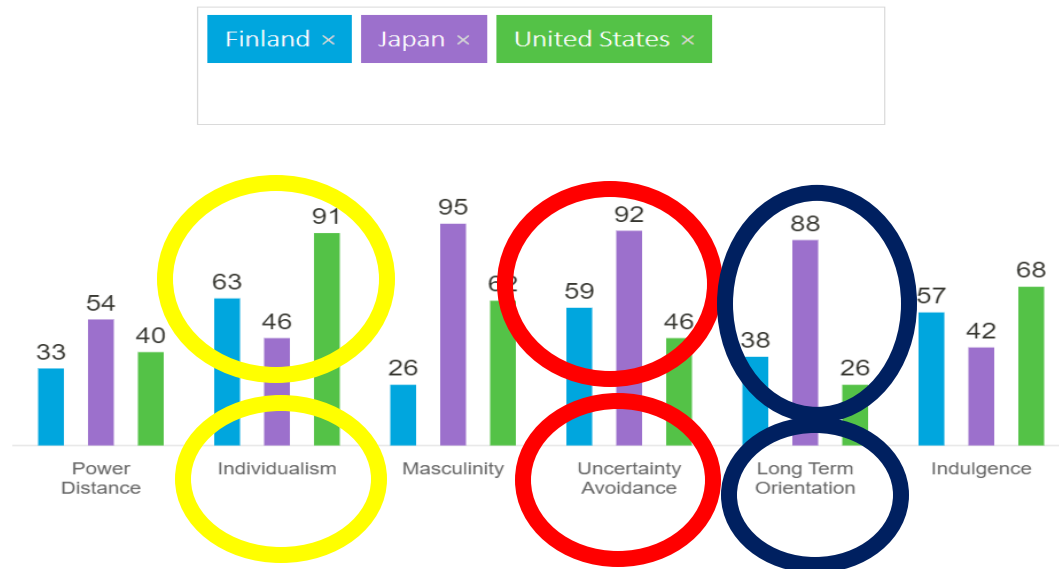 Finland × Japan × United States ×
33 54 40
63 46 91
26 95 62
59 92 46
38 88 26
57 42 68
Power
Distance
Individualism
Masculinity
Uncertainty
Avoidance
Long Term
Orientation
Indulgence